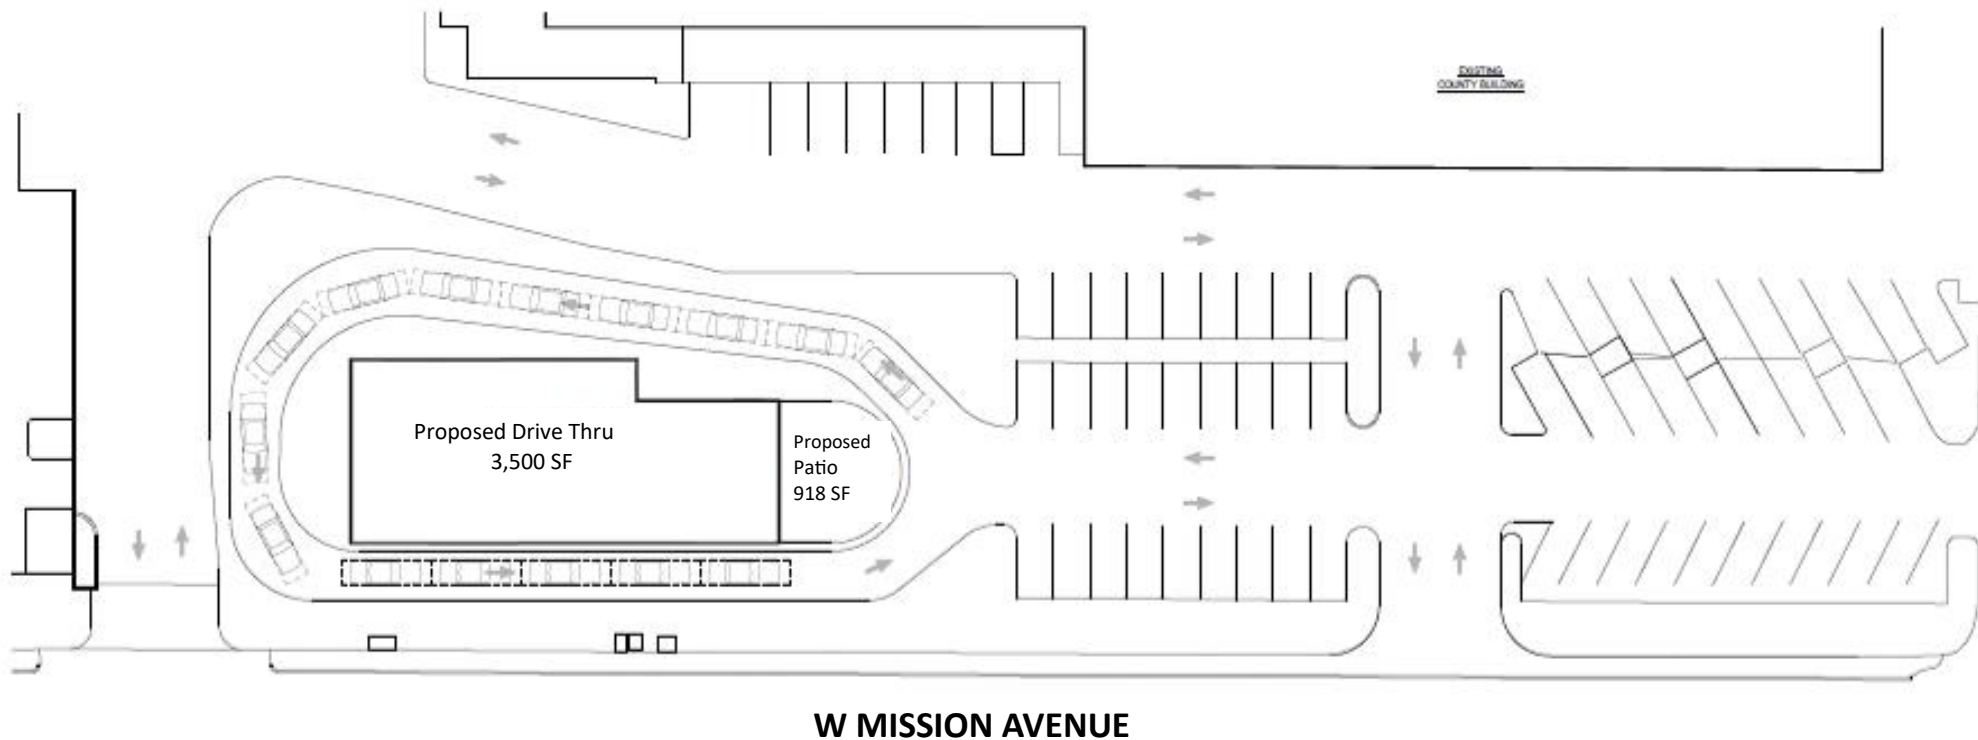 EXISTING
COUNTY BUILDING
Proposed Drive Thru
3,500 SF
Proposed
Patio
918 SF
W MISSION AVENUE